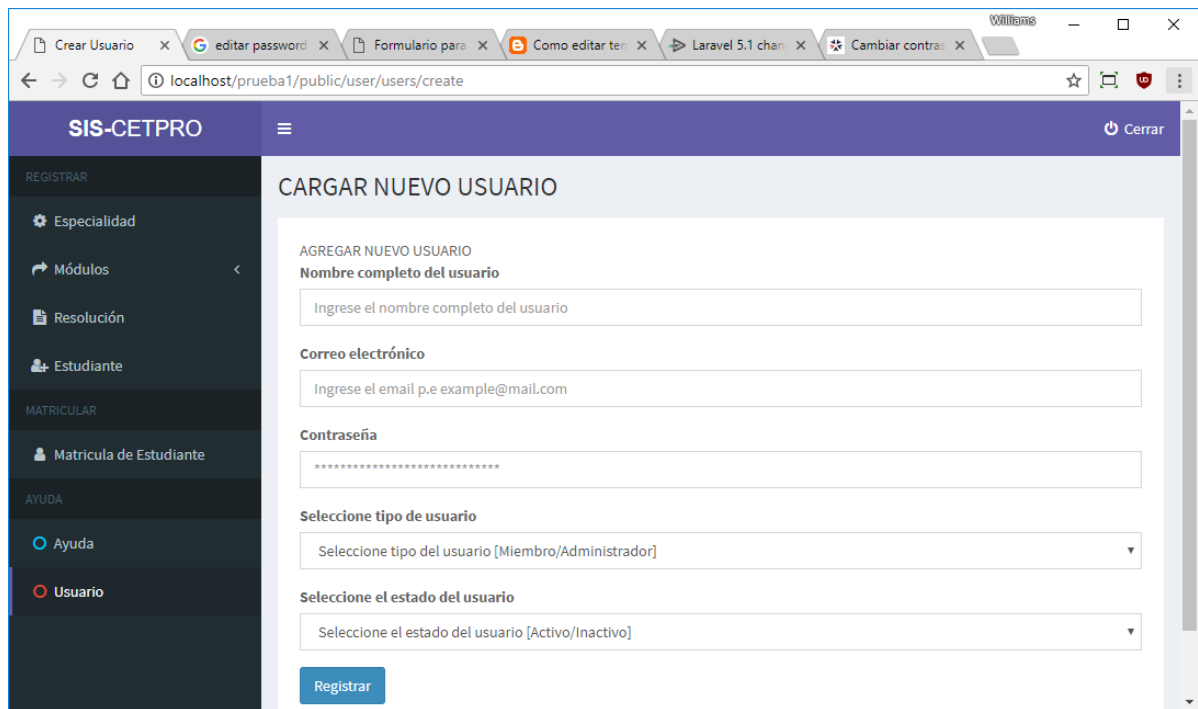 Williams
Crear Usuario
editar password
Formulario para
Como editar ten
Laravel 5.1 chan
Cambiar contras
localhost/prueba1/public/user/users/create
SIS-CETPRO
Cerrar
REGISTRAR
Especialidad
Módulos
Resolución
Estudiante
MATRICULAR
Matricula de Estudiante
AYUDA
Ayuda
Usuario
CARGAR NUEVO USUARIO
AGREGAR NUEVO USUARIO
Nombre completo del usuario
Ingrese el nombre completo del usuario
Correo electrónico
Ingrese el email p.e example@mail.com
Contraseña
*****************************
Seleccione tipo de usuario
Seleccione tipo del usuario [Miembro/Administrador]
Seleccione el estado del usuario
Seleccione el estado del usuario [Activo/Inactivo]
Registrar